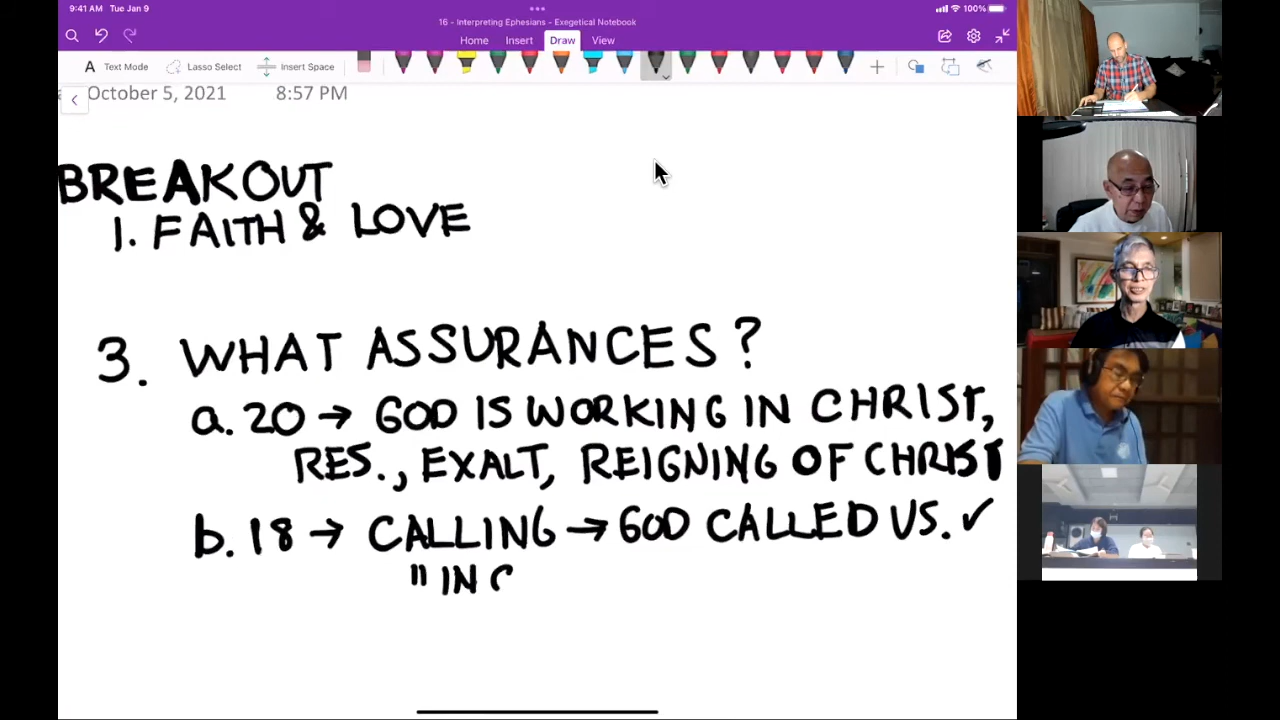 9:41 AM Tue Jan 9
100%
16 - Interpreting Ephesians - Exegetical Notebook
Home Insert Draw View
A Text Mode Lasso Select Insert Space
October 5, 2021 8:57 PM
BREAKOUT
1. FAITH & LOVE
3. WHAT ASSURANCES?
a. 20 → GOD IS WORKING IN CHRIST,
RES., EXALT, REIGNING OF CHRIST
b. 18 → CALLING → GOD CALLED US. ✓
" IN C